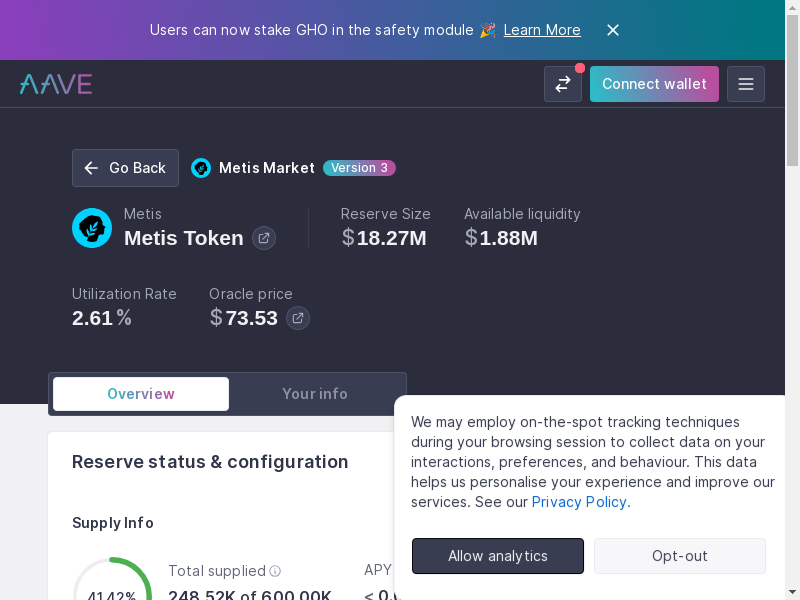 Users can now stake GHO in the safety module 🎉 Learn More
AAVE
Connect wallet
Go Back
Metis Market
Version 3
Metis
Metis Token
Reserve Size
$18.27M
Available liquidity
$1.88M
Utilization Rate
2.61%
Oracle price
$73.53
Overview
Your info
We may employ on-the-spot tracking techniques
during your browsing session to collect data on your
interactions, preferences, and behaviour. This data
helps us personalise your experience and improve our
services. See our Privacy Policy.
Allow analytics
Opt-out
Reserve status & configuration
Supply Info
41.42%
Total supplied
248.52K of 600.00K
APY